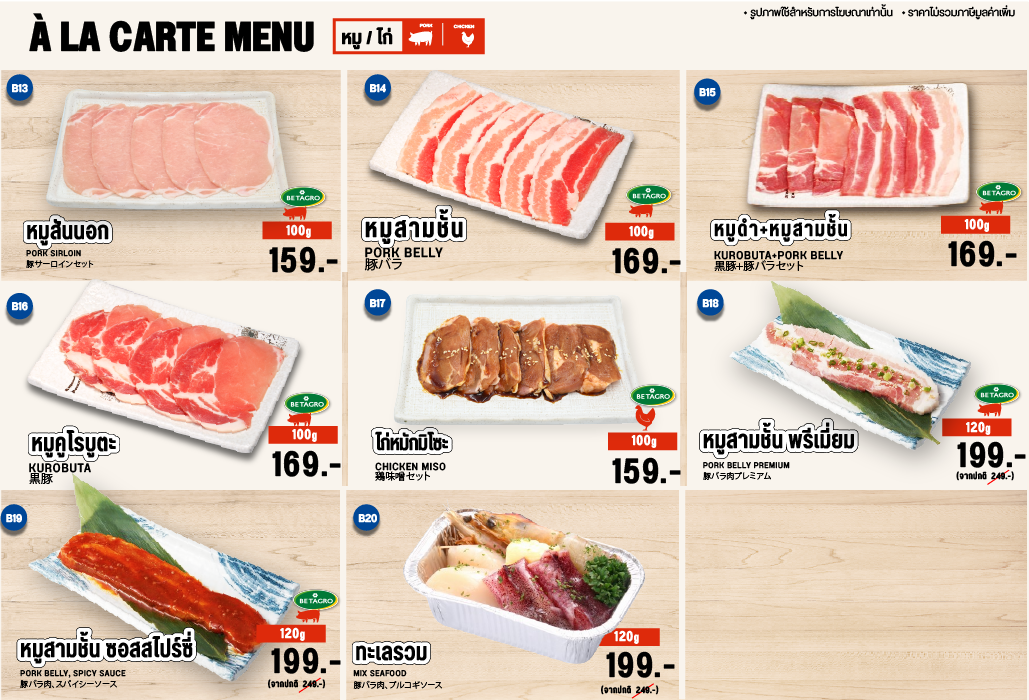 • รูปภาพใช้สำหรับการโฆษณาเท่านั้น • ราคาไม่รวมภาษีมูลค่าเพิ่ม
À LA CARTE MENU
หมู / ไก่
PORK
CHICKEN
B13
BETAGRO
100g
หมูสันนอก
PORK SIRLOIN
豚サーロインセット
159.-
B14
BETAGRO
100g
หมูสามชั้น
PORK BELLY
豚バラ
169.-
B15
BETAGRO
100g
หมูดำ+หมูสามชั้น
KUROBUTA+PORK BELLY
黒豚+豚バラセット
169.-
B16
BETAGRO
100g
หมูคูโรบูตะ
KUROBUTA
黒豚
169.-
B17
BETAGRO
100g
ไก่หมักมิโซะ
CHICKEN MISO
鶏味噌セット
159.-
B18
BETAGRO
120g
หมูสามชั้น พรีเมี่ยม
PORK BELLY PREMIUM
豚バラ肉プレミアム
199.-
(จากปกติ 249.-)
B19
BETAGRO
120g
หมูสามชั้น ซอสสไปร์ซี่
PORK BELLY, SPICY SAUCE
豚バラ肉、スパイシーソース
199.-
(จากปกติ 249.-)
B20
120g
ทะเลรวม
MIX SEAFOOD
豚バラ肉、プルコギソース
199.-
(จากปกติ 249.-)